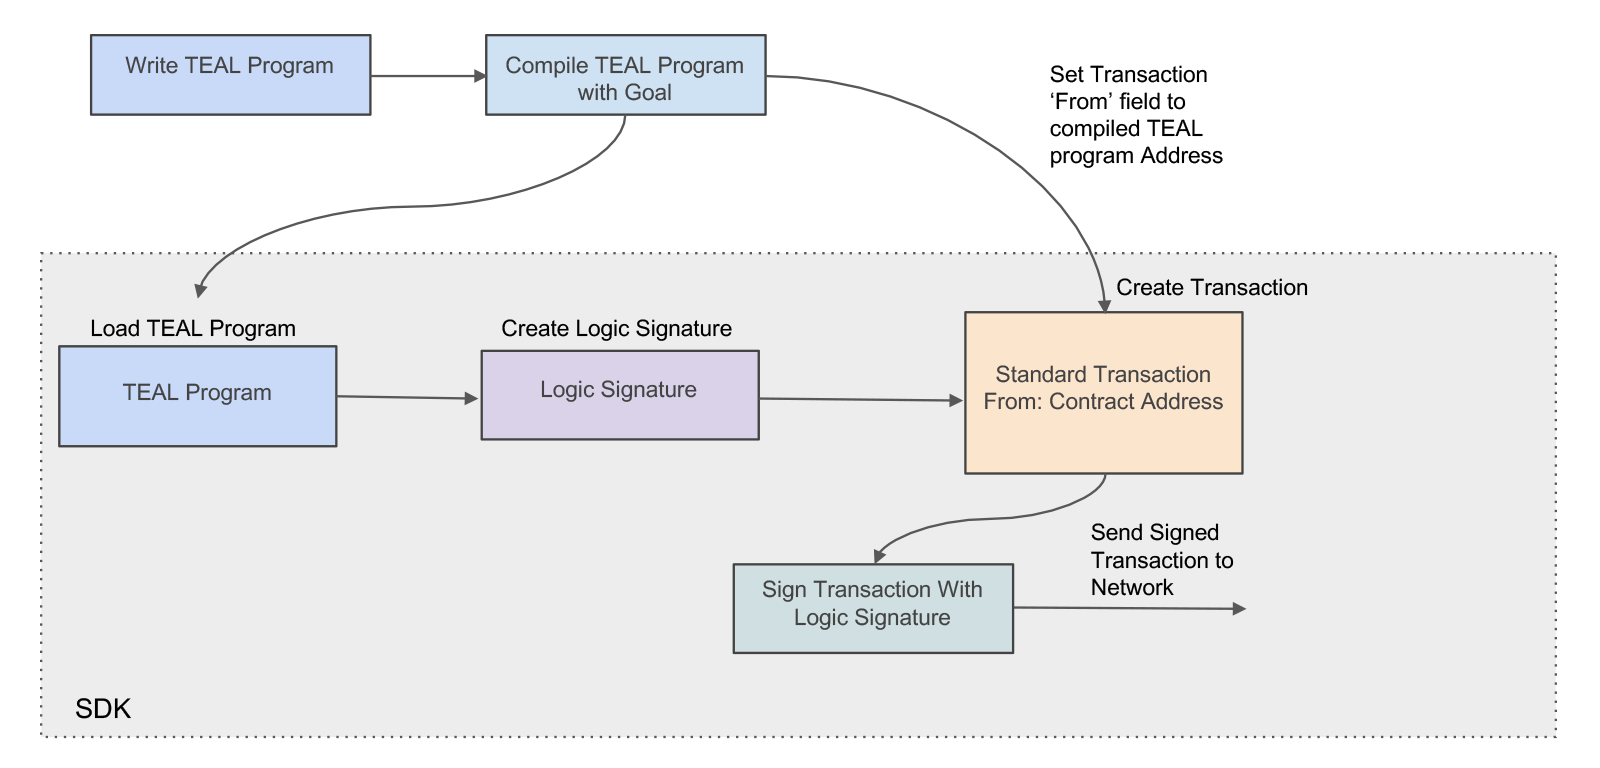 Write TEAL Program
Compile TEAL Program
with Goal
Set Transaction
‘From’ field to
compiled TEAL
program Address
Create Transaction
Load TEAL Program
Create Logic Signature
TEAL Program
Logic Signature
Standard Transaction
From: Contract Address
Send Signed
Transaction to
Network
Sign Transaction With
Logic Signature
SDK